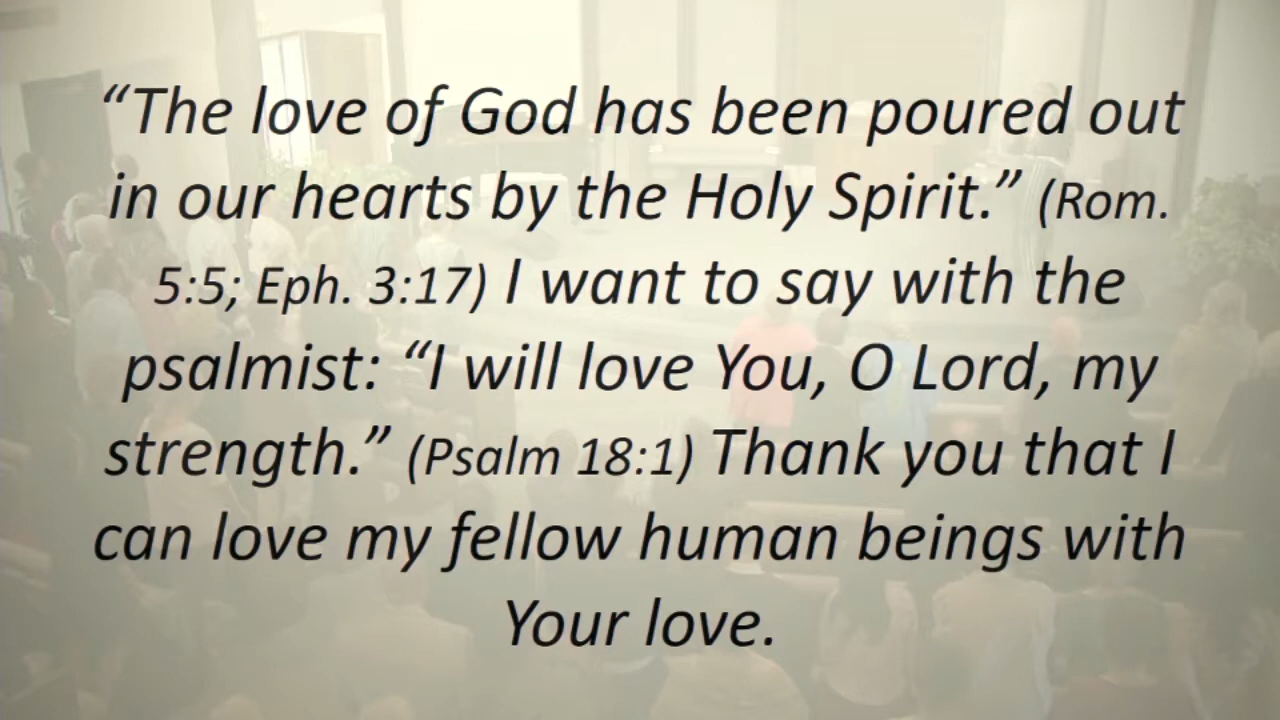 “The love of God has been poured out
in our hearts by the Holy Spirit.” (Rom.
5:5; Eph. 3:17) I want to say with the
psalmist: “I will love You, O Lord, my
strength.” (Psalm 18:1) Thank you that I
can love my fellow human beings with
Your love.